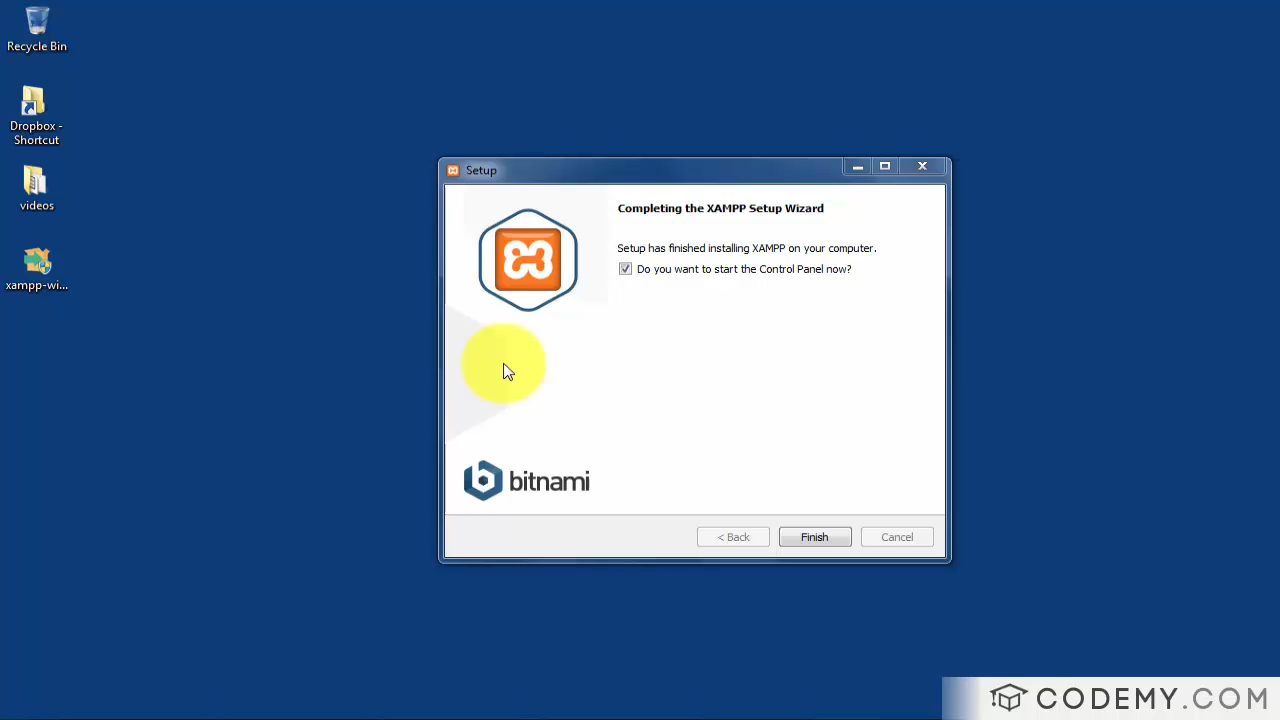 Recycle Bin
Dropbox -
Shortcut
videos
xampp-wi...
Setup
Completing the XAMPP Setup Wizard
Setup has finished installing XAMPP on your computer.
Do you want to start the Control Panel now?
bitnami
< Back
Finish
Cancel
CODEMY.COM